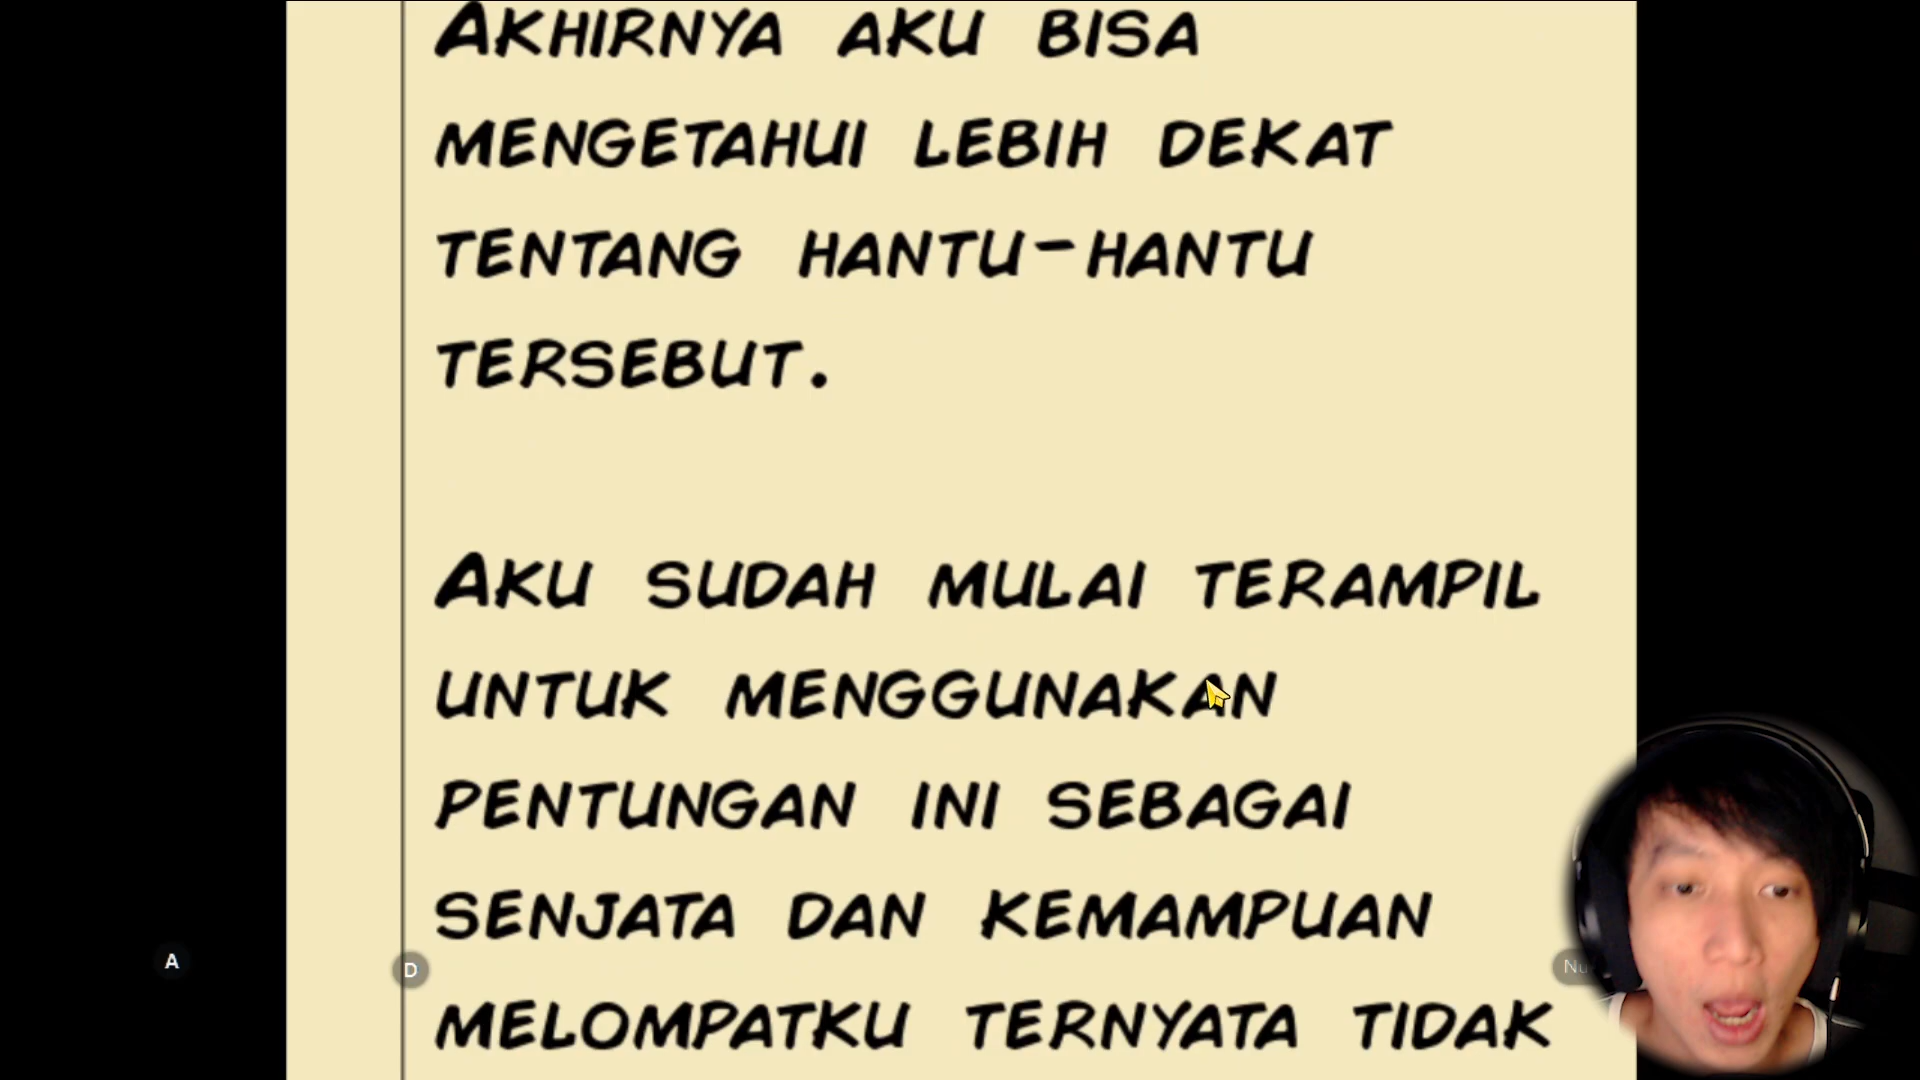 AKHIRNYA AKU BISA
MENGETAHUI LEBIH DEKAT
TENTANG HANTU-HANTU
TERSEBUT.
AKU SUDAH MULAI TERAMPIL
UNTUK MENGGUNAKAN
PENTUNGAN INI SEBAGAI
SENJATA DAN KEMAMPUAN
MELOMPATKU TERNYATA TIDAK
A
D